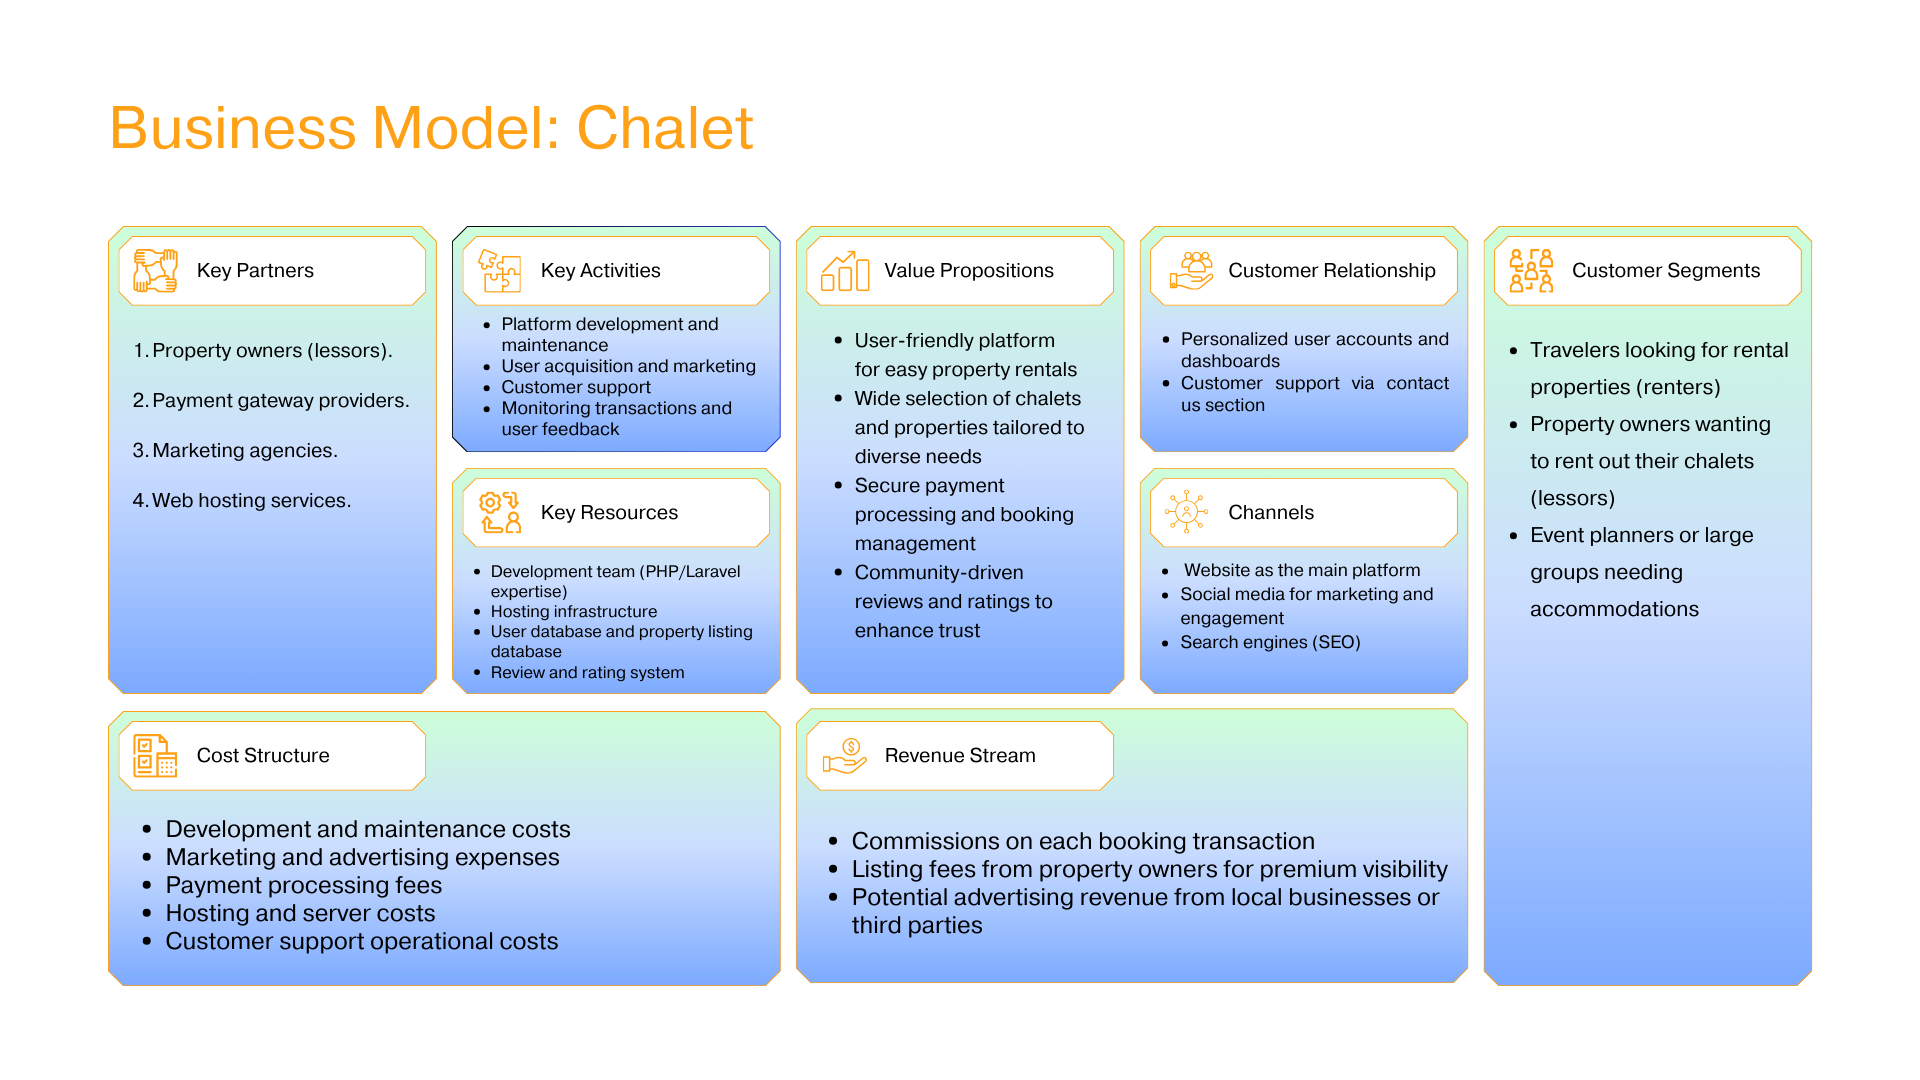 Business Model: Chalet
Key Partners
1. Property owners (lessors).
2. Payment gateway providers.
3. Marketing agencies.
4. Web hosting services.
Key Activities
• Platform development and
maintenance
• User acquisition and marketing
• Customer support
• Monitoring transactions and
user feedback
Key Resources
• Development team (PHP/Laravel
expertise)
• Hosting infrastructure
• User database and property listing
database
• Review and rating system
Value Propositions
• User-friendly platform
for easy property rentals
• Wide selection of chalets
and properties tailored to
diverse needs
• Secure payment
processing and booking
management
• Community-driven
reviews and ratings to
enhance trust
Customer Relationship
• Personalized user accounts and
dashboards
• Customer support via contact
us section
Channels
• Website as the main platform
• Social media for marketing and
engagement
• Search engines (SEO)
Customer Segments
• Travelers looking for rental
properties (renters)
• Property owners wanting
to rent out their chalets
(lessors)
• Event planners or large
groups needing
accommodations
Cost Structure
• Development and maintenance costs
• Marketing and advertising expenses
• Payment processing fees
• Hosting and server costs
• Customer support operational costs
Revenue Stream
• Commissions on each booking transaction
• Listing fees from property owners for premium visibility
• Potential advertising revenue from local businesses or
third parties